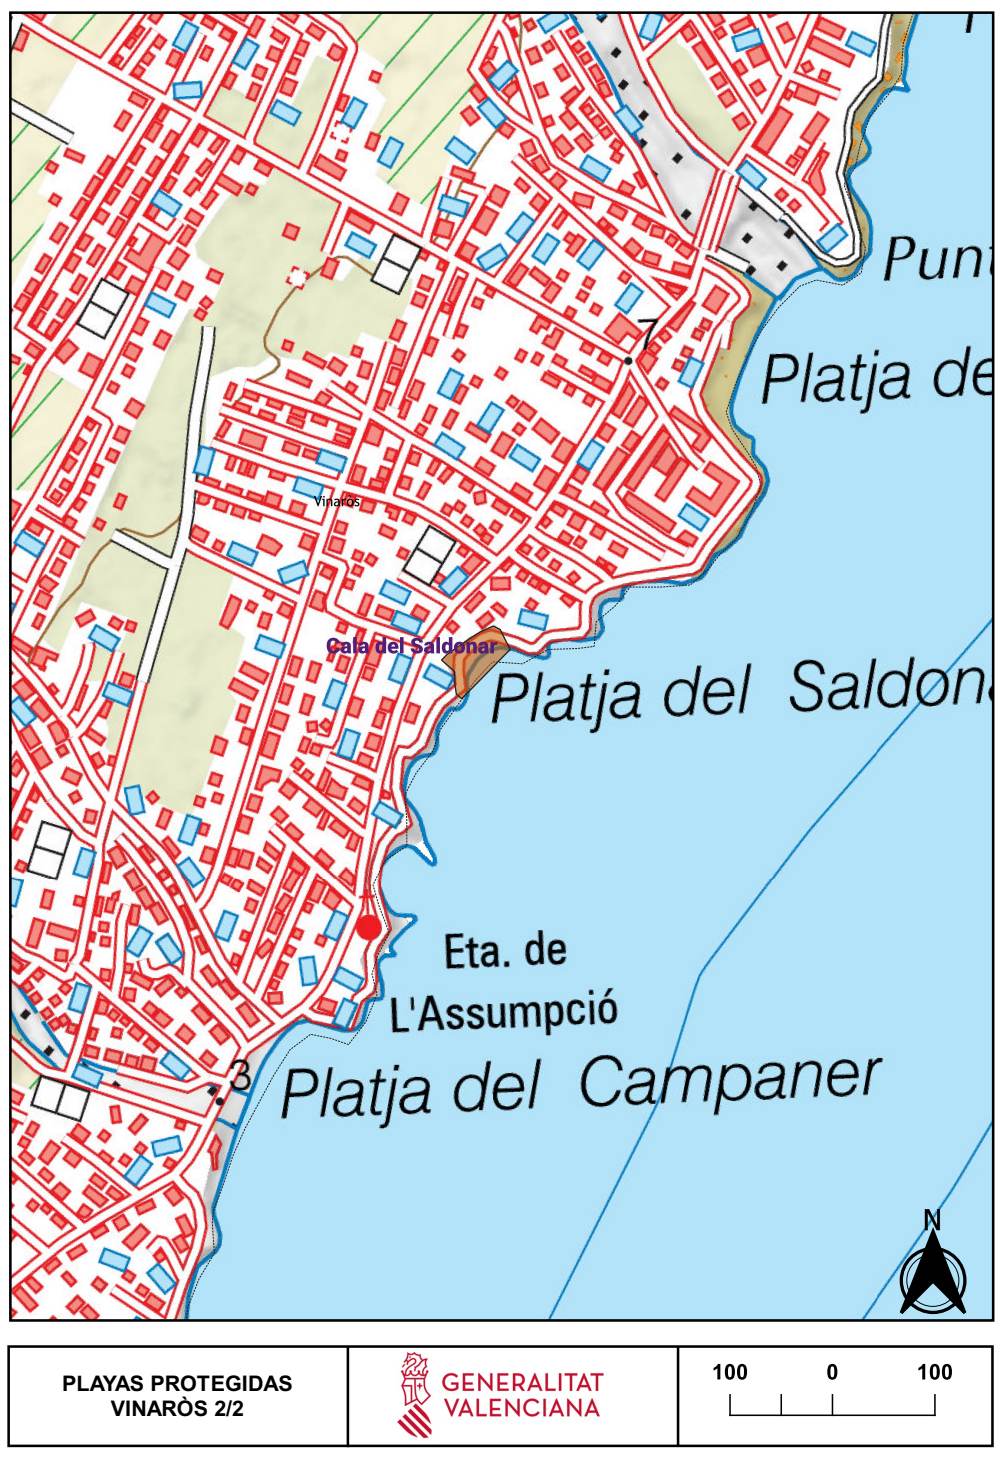 Punt
Platja de
7
Vinaròs
Cala del Saldonar
Platja del Saldona
Eta. de
L'Assumpció
3
Platja del Campaner
N
PLAYAS PROTEGIDAS
VINARÒS 2/2
GENERALITAT
VALENCIANA
100 0 100